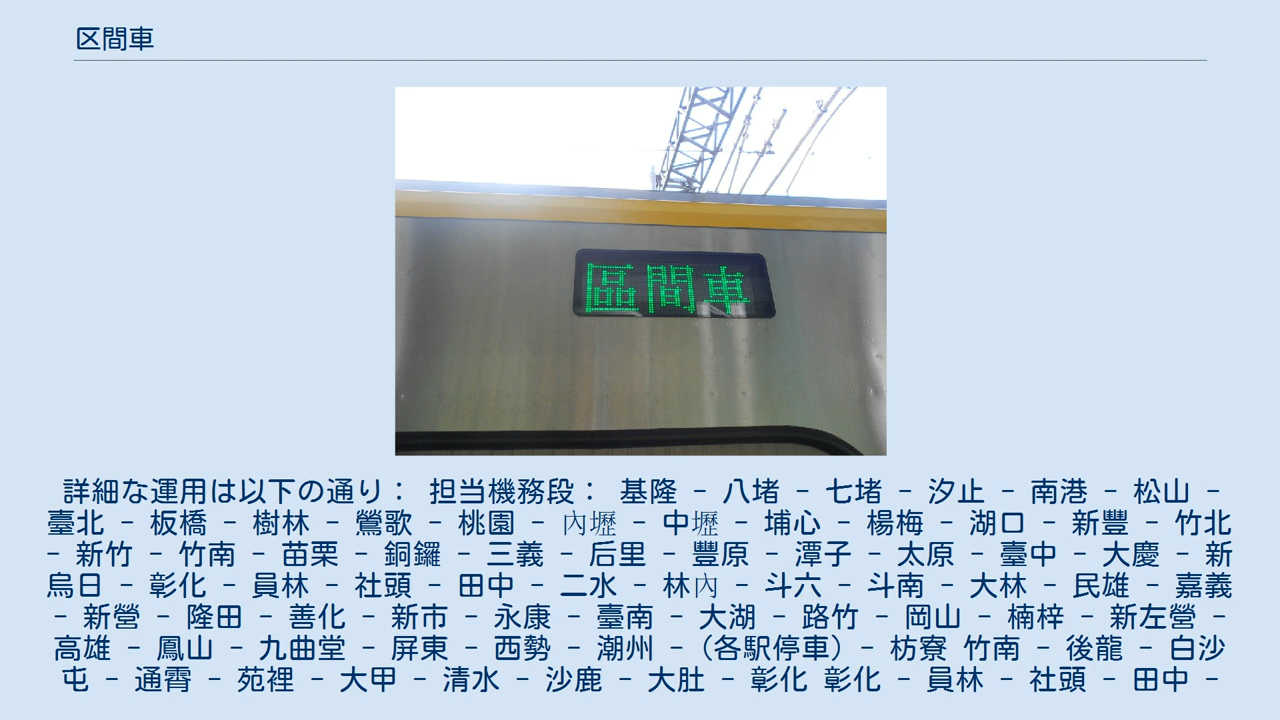 区間車
區間車
詳細な運用は以下の通り： 担当機務段： 基隆 - 八堵 - 七堵 - 汐止 - 南港 - 松山 -
臺北 - 板橋 - 樹林 - 鶯歌 - 桃園 - 內壢 - 中壢 - 埔心 - 楊梅 - 湖口 - 新豐 - 竹北
- 新竹 - 竹南 - 苗栗 - 銅鑼 - 三義 - 后里 - 豐原 - 潭子 - 太原 - 臺中 - 大慶 - 新
烏日 - 彰化 - 員林 - 社頭 - 田中 - 二水 - 林內 - 斗六 - 斗南 - 大林 - 民雄 - 嘉義
- 新營 - 隆田 - 善化 - 新市 - 永康 - 臺南 - 大湖 - 路竹 - 岡山 - 楠梓 - 新左營 -
高雄 - 鳳山 - 九曲堂 - 屏東 - 西勢 - 潮州 -（各駅停車）- 枋寮 竹南 - 後龍 - 白沙
屯 - 通霄 - 苑裡 - 大甲 - 清水 - 沙鹿 - 大肚 - 彰化 彰化 - 員林 - 社頭 - 田中 -